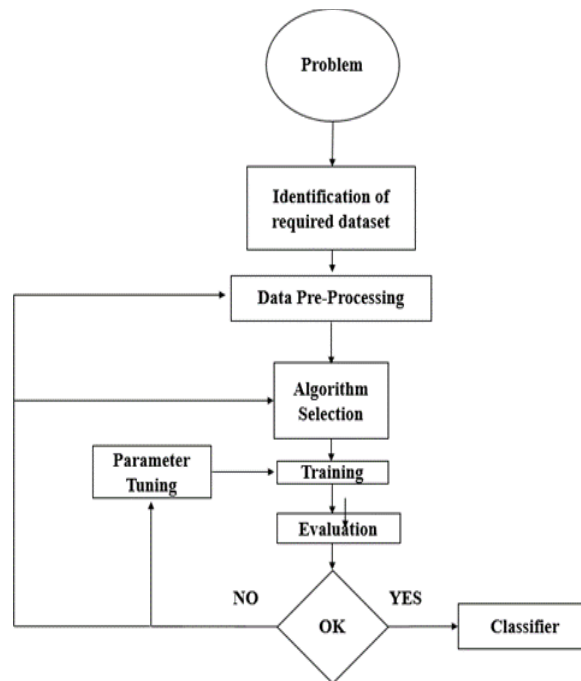 Problem
Identification of
required dataset
Data Pre-Processing
Algorithm
Selection
Parameter
Tuning
Training
Evaluation
NO
YES
OK
Classifier